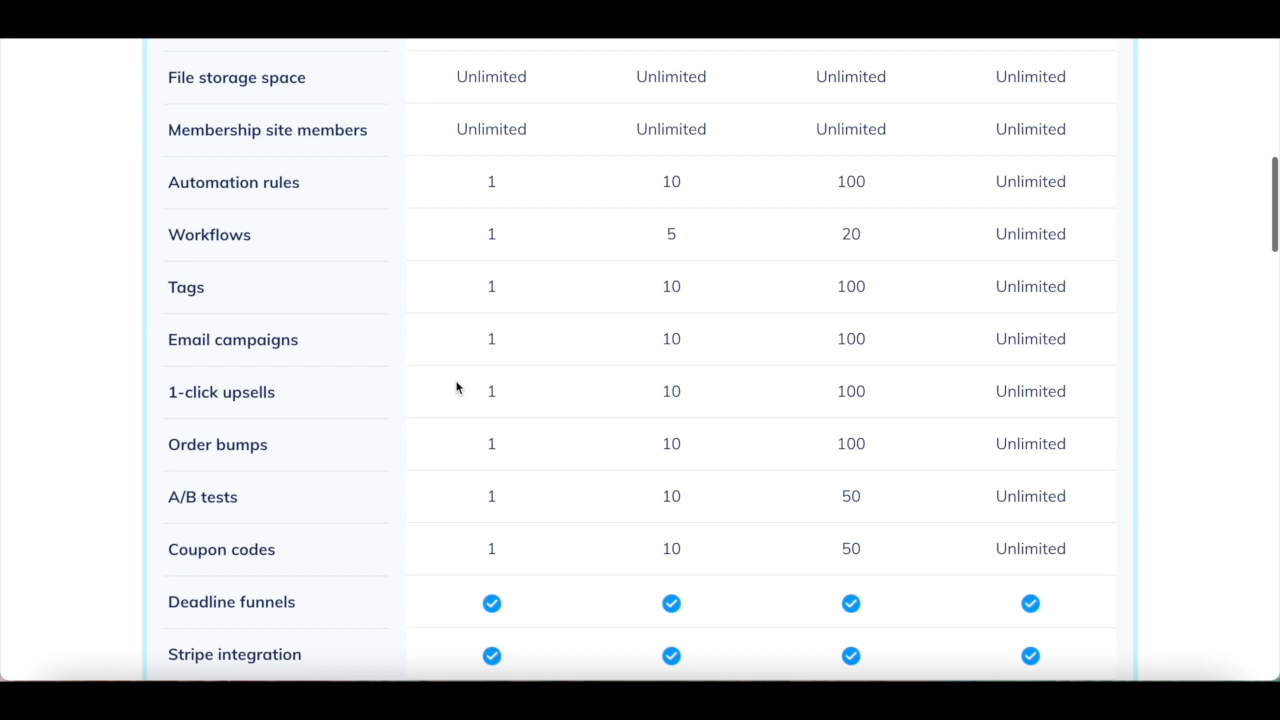 File storage space Unlimited Unlimited Unlimited Unlimited
Membership site members Unlimited Unlimited Unlimited Unlimited
Automation rules 1 10 100 Unlimited
Workflows 1 5 20 Unlimited
Tags 1 10 100 Unlimited
Email campaigns 1 10 100 Unlimited
1-click upsells 1 10 100 Unlimited
Order bumps 1 10 100 Unlimited
A/B tests 1 10 50 Unlimited
Coupon codes 1 10 50 Unlimited
Deadline funnels
Stripe integration